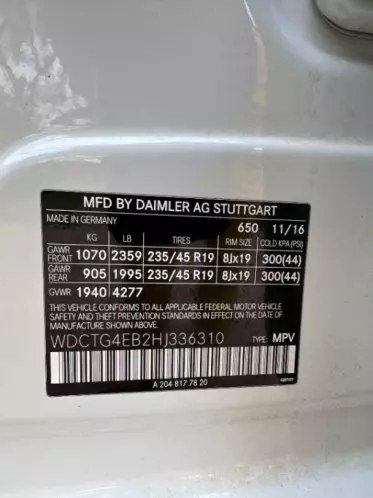 MFD BY DAIMLER AG STUTTGART
MADE IN GERMANY 650 11/16
KG LB TIRES RIM SIZE COLD KPA (PSI)
GAWR FRONT 1070 2359 235/45 R19 8Jx19 300(44)
GAWR REAR 905 1995 235/45 R19 8Jx19 300(44)
GVWR 1940 4277
THIS VEHICLE CONFORMS TO ALL APPLICABLE FEDERAL MOTOR VEHICLE
SAFETY, BUMPER, AND THEFT PREVENTION STANDARDS IN EFFECT
ON THE DATE OF MANUFACTURE SHOWN ABOVE.
WDCTG4EB2HJ336310 TYPE: MPV
A 204 817 78 20